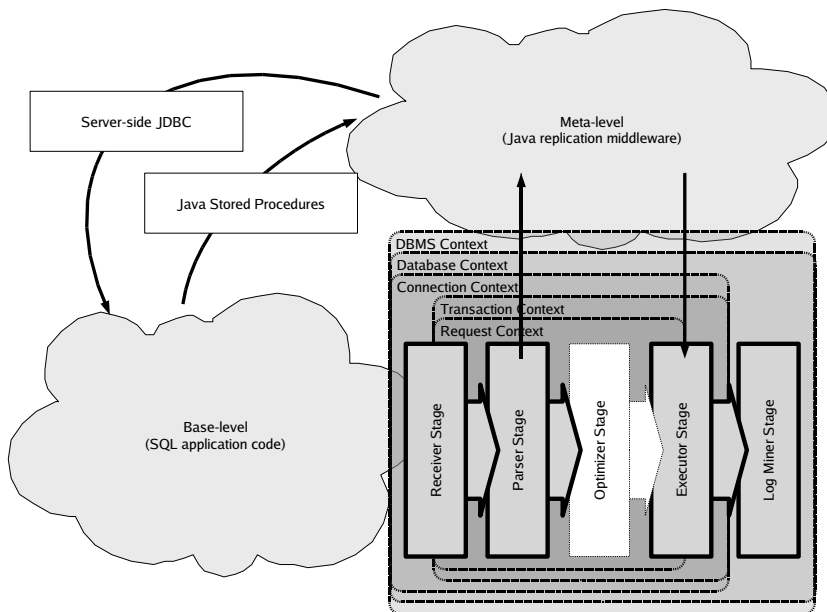 Server-side JDBC
Meta-level
(Java replication middleware)
Java Stored Procedures
DBMS Context
Database Context
Connection Context
Transaction Context
Request Context
Base-level
(SQL application code)
Receiver Stage
Parser Stage
Optimizer Stage
Executor Stage
Log Miner Stage